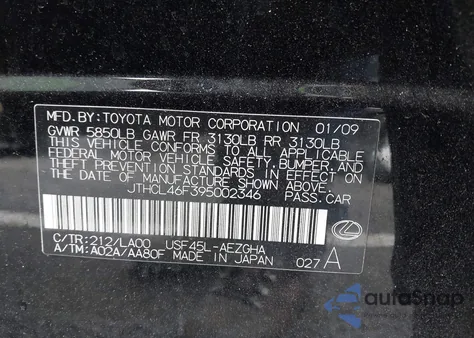 MFD.BY:TOYOTA MOTOR CORPORATION 01/09
GVWR 5850LB GAWR FR 3130LB RR 3130LB
THIS VEHICLE CONFORMS TO ALL APPLICABLE
FEDERAL MOTOR VEHICLE SAFETY,BUMPER,AND
THEFT PREVENTION STANDARDS IN EFFECT ON
THE DATE OF MANUFACTURE SHOWN ABOVE.
JTHCL46F395002346 PASS.CAR
C/TR:212/LA00 USF45L-AEZGHA
A/TM:A02A/AA80F MADE IN JAPAN 027A
autoSnap